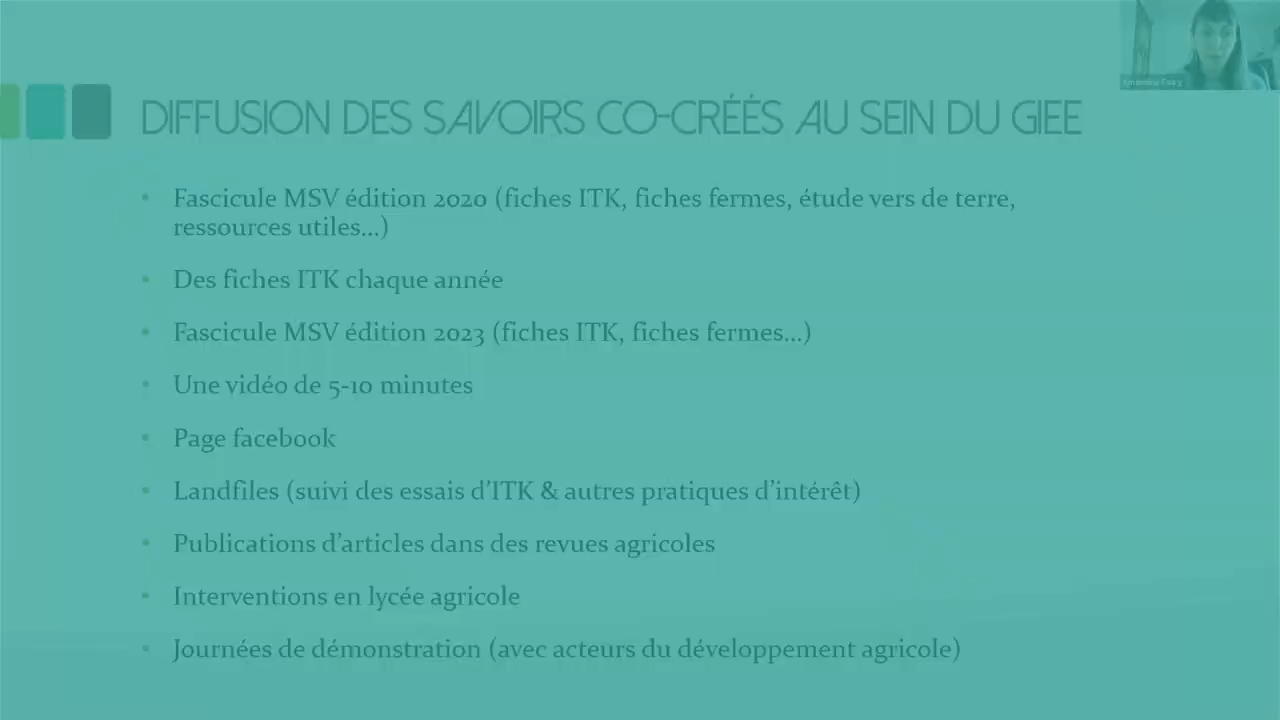 DIFFUSION DES SAVOIRS CO-CRÉÉS AU SEIN DU GIEE
• Fascicule MSV édition 2020 (fiches ITK, fiches fermes, étude vers de terre,
ressources utiles...)
• Des fiches ITK chaque année
• Fascicule MSV édition 2023 (fiches ITK, fiches fermes...)
• Une vidéo de 5-10 minutes
• Page facebook
• Landfiles (suivi des essais d'ITK & autres pratiques d'intérêt)
• Publications d'articles dans des revues agricoles
• Interventions en lycée agricole
• Journées de démonstration (avec acteurs du développement agricole)